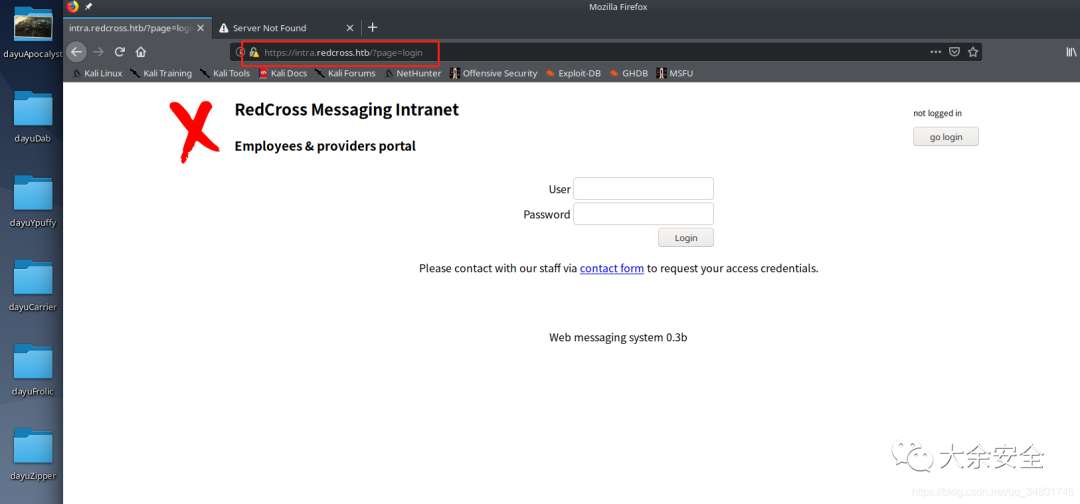 Mozilla Firefox
intra.redcross.htb/?page=logi
Server Not Found
https://intra.redcross.htb/?page=login
Kali Linux Kali Training Kali Tools Kali Docs Kali Forums NetHunter Offensive Security Exploit-DB GHDB MSFU
dayuApocalyst
dayuDab
dayuYpuffy
dayuCarrier
dayuFrolic
dayuZipper
RedCross Messaging Intranet
Employees & providers portal
not logged in
go login
User
Password
Login
Please contact with our staff via contact form to request your access credentials.
Web messaging system 0.3b
大余安全
https://blog.csdn.net/qq_34801745